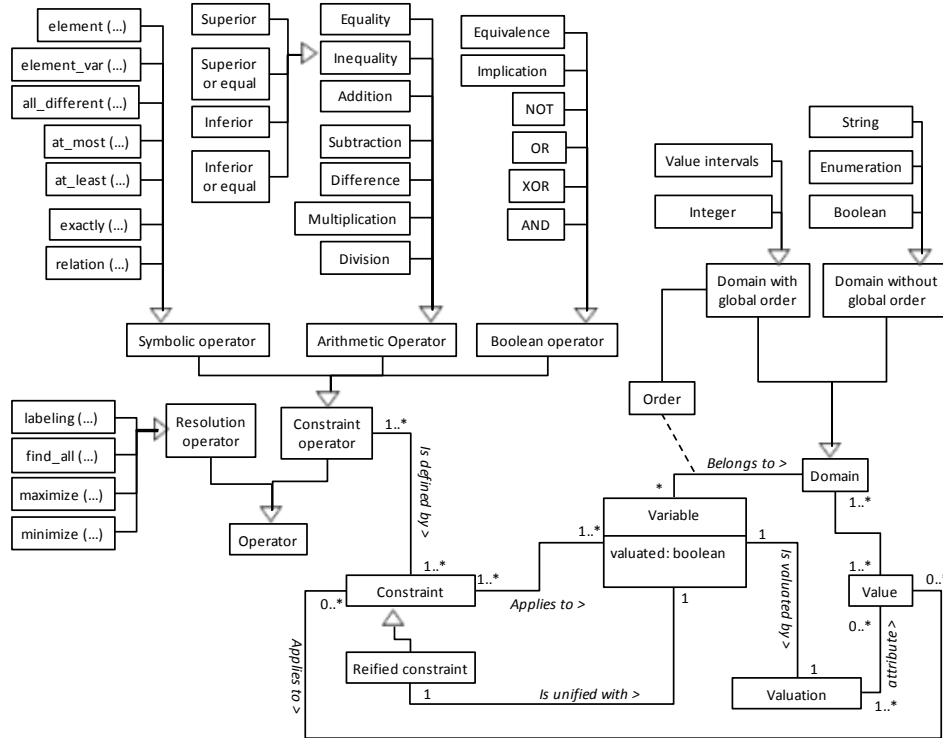 element (...)
element_var (...)
all_different (...)
at_most (...)
at_least (...)
exactly (...)
relation (...)
Superior
Superior
or equal
Inferior
Inferior
or equal
Equality
Inequality
Addition
Subtraction
Difference
Multiplication
Division
Equivalence
Implication
NOT
OR
XOR
AND
Value intervals
Integer
String
Enumeration
Boolean
Domain with
global order
Domain without
global order
Symbolic operator
Arithmetic Operator
Boolean operator
Order
labeling (...)
find_all (...)
maximize (...)
minimize (...)
Resolution
operator
Constraint
operator
1..*
Is defined by >
Operator
Belongs to >
Domain
*
1..*
Variable
valuated: boolean
1..*
1
1
Is valuated by >
1..*
1..*
Constraint
0..*
1..*
Applies to >
Value
0..*
0..*
attribute >
Applies to >
Reified constraint
1
Is unified with >
1
Valuation
1..*